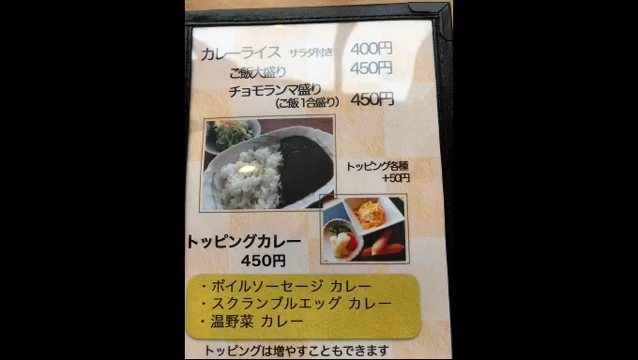 カレーライス サラダ付き 400円
ご飯大盛り 450円
チョモランマ盛り
(ご飯1合盛り) 450円
トッピング各種
+50円
トッピングカレー
450円
・ボイルソーセージ カレー
・スクランブルエッグ カレー
・温野菜 カレー
トッピングは増やすこともできます